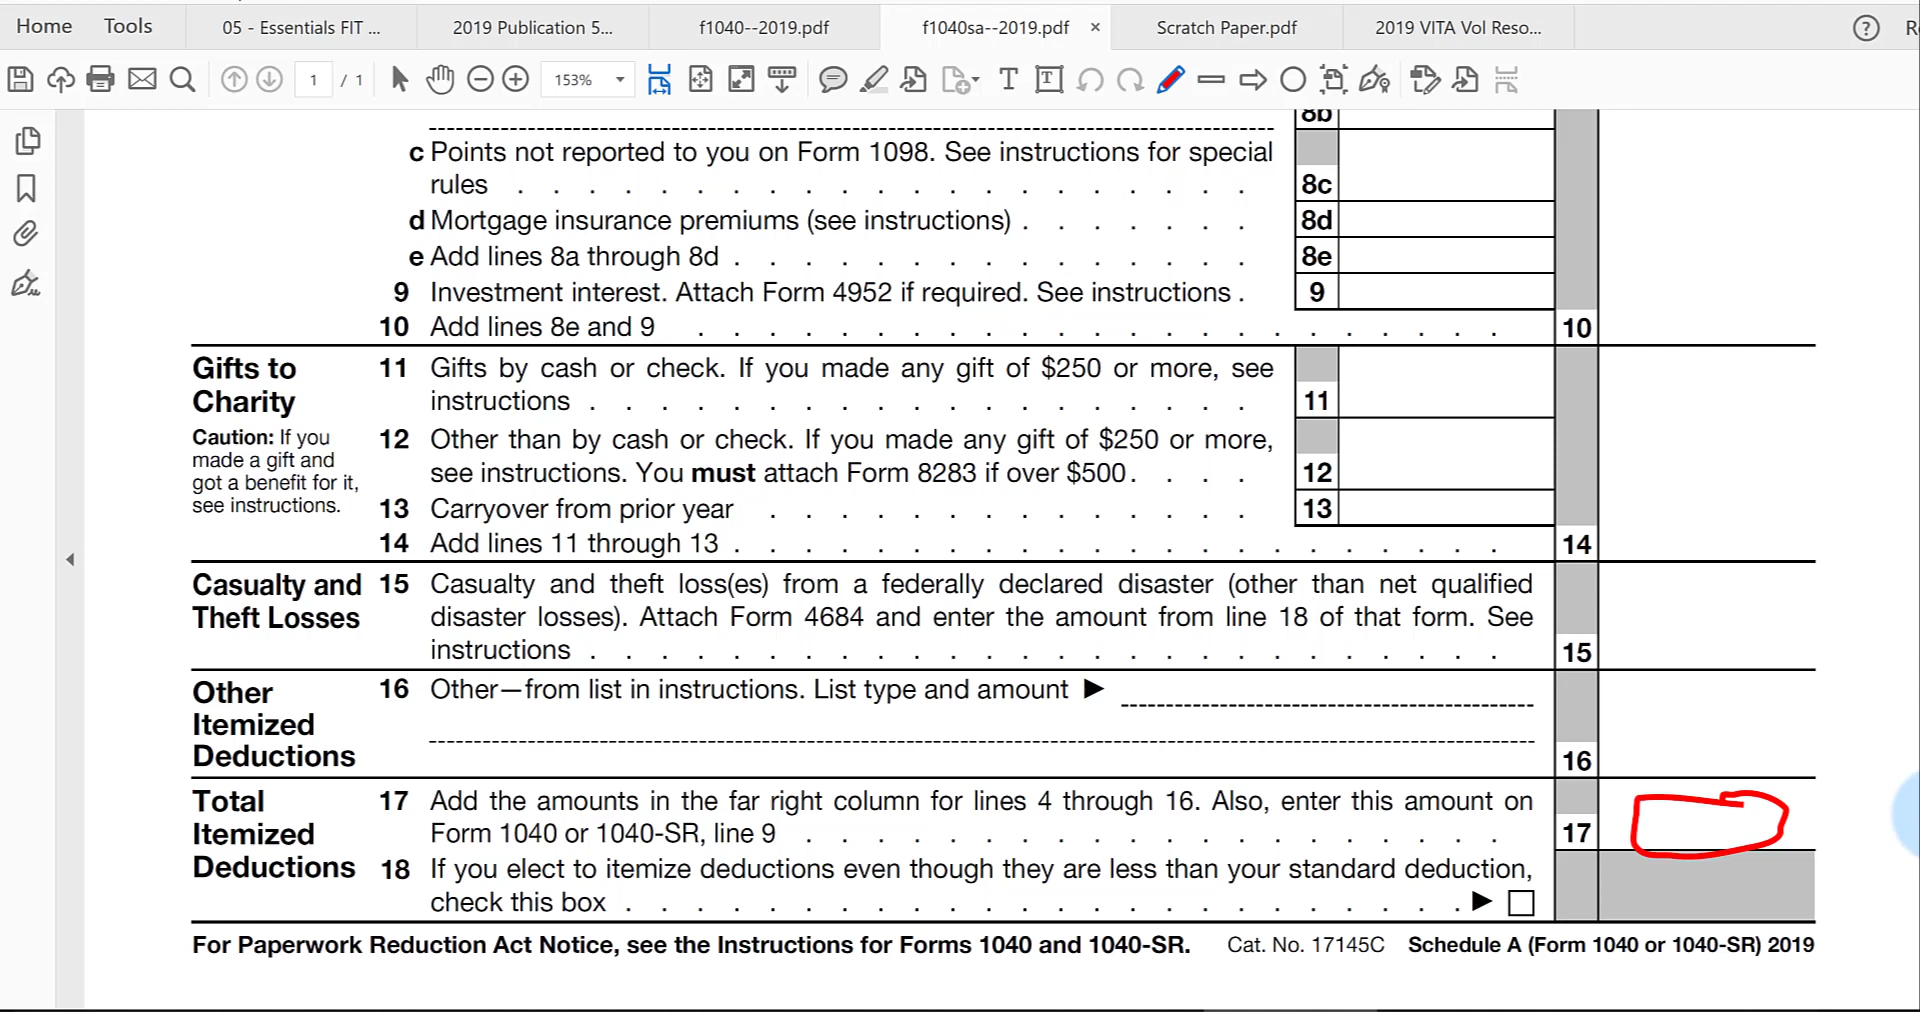 Home Tools 05 - Essentials FIT ... 2019 Publication 5... f1040--2019.pdf f1040sa--2019.pdf × Scratch Paper.pdf 2019 VITA Vol Reso... ?
1 / 1 153%
8b
c Points not reported to you on Form 1098. See instructions for special
rules . . . . . . . . . . . . . . . . . . . . . 8c
d Mortgage insurance premiums (see instructions) . . . . . . . 8d
e Add lines 8a through 8d . . . . . . . . . . . . . . . 8e
9 Investment interest. Attach Form 4952 if required. See instructions . 9
10 Add lines 8e and 9 . . . . . . . . . . . . . . . . . . . . . . . 10
Gifts to
Charity
Caution: If you
made a gift and
got a benefit for it,
see instructions.
11 Gifts by cash or check. If you made any gift of $250 or more, see
instructions . . . . . . . . . . . . . . . . . . . 11
12 Other than by cash or check. If you made any gift of $250 or more,
see instructions. You must attach Form 8283 if over $500. . . . 12
13 Carryover from prior year . . . . . . . . . . . . . . 13
14 Add lines 11 through 13 . . . . . . . . . . . . . . . . . . . . . . 14
Casualty and
Theft Losses
15 Casualty and theft loss(es) from a federally declared disaster (other than net qualified
disaster losses). Attach Form 4684 and enter the amount from line 18 of that form. See
instructions . . . . . . . . . . . . . . . . . . . . . . . . . . 15
Other
Itemized
Deductions
16 Other—from list in instructions. List type and amount ►
16
Total
Itemized
Deductions
17 Add the amounts in the far right column for lines 4 through 16. Also, enter this amount on
Form 1040 or 1040-SR, line 9 . . . . . . . . . . . . . . . . . . . . 17
18 If you elect to itemize deductions even though they are less than your standard deduction,
check this box . . . . . . . . . . . . . . . . . . . . . . . . ►
For Paperwork Reduction Act Notice, see the Instructions for Forms 1040 and 1040-SR. Cat. No. 17145C Schedule A (Form 1040 or 1040-SR) 2019